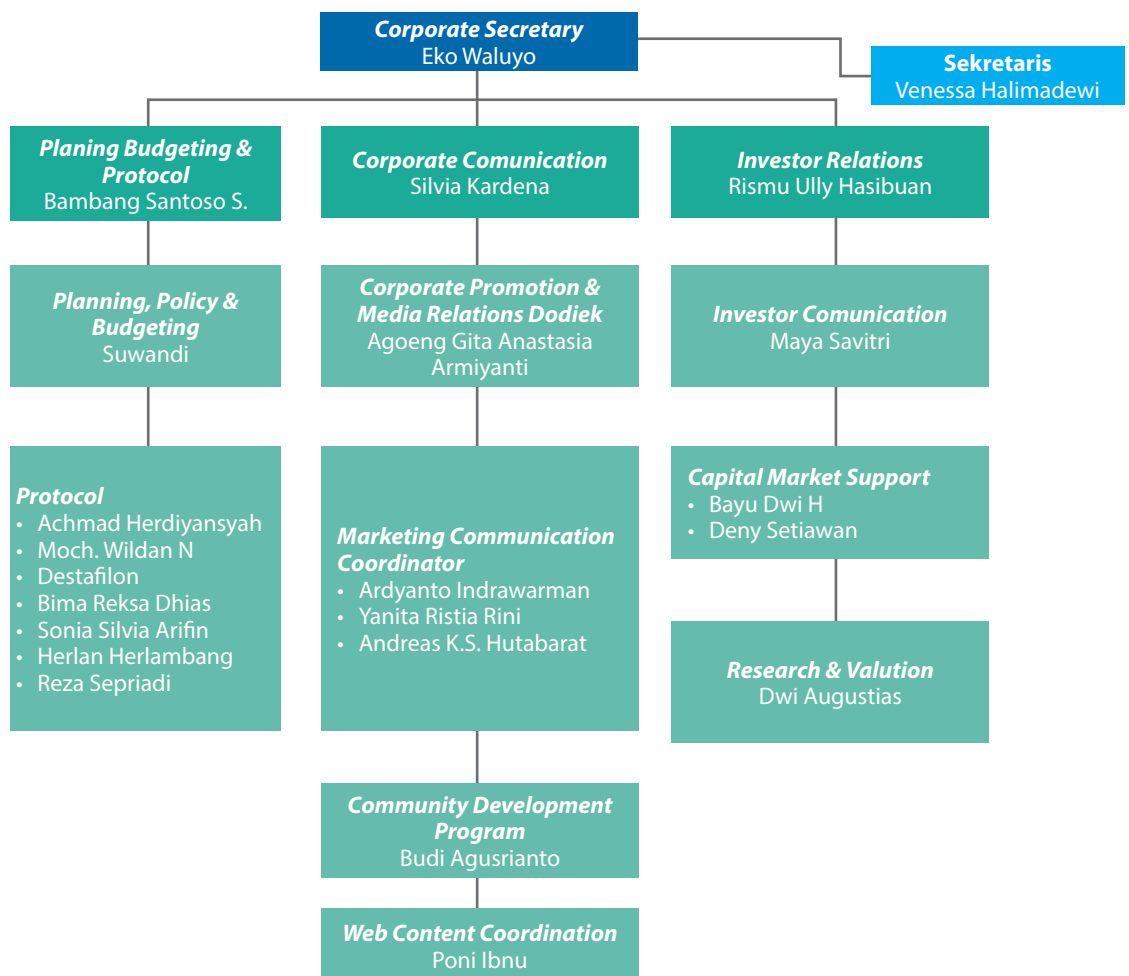 Corporate Secretary
Eko Waluyo
Sekretaris
Venessa Halimadewi
Planing Budgeting &
Protocol
Bambang Santoso S.
Corporate Comunication
Silvia Kardena
Investor Relations
Rismu Ully Hasibuan
Planning, Policy &
Budgeting
Suwandi
Corporate Promotion &
Media Relations Dodiek
Agoeng Gita Anastasia
Armiyanti
Investor Comunication
Maya Savitri
Protocol
• Achmad Herdiyansyah
• Moch. Wildan N
• Destafilon
• Bima Reksa Dhias
• Sonia Silvia Arifin
• Herlan Herlambang
• Reza Sepriadi
Marketing Communication
Coordinator
• Ardyanto Indrawarman
• Yanita Ristia Rini
• Andreas K.S. Hutabarat
Capital Market Support
• Bayu Dwi H
• Deny Setiawan
Research & Valution
Dwi Augustias
Community Development
Program
Budi Agusrianto
Web Content Coordination
Poni Ibnu